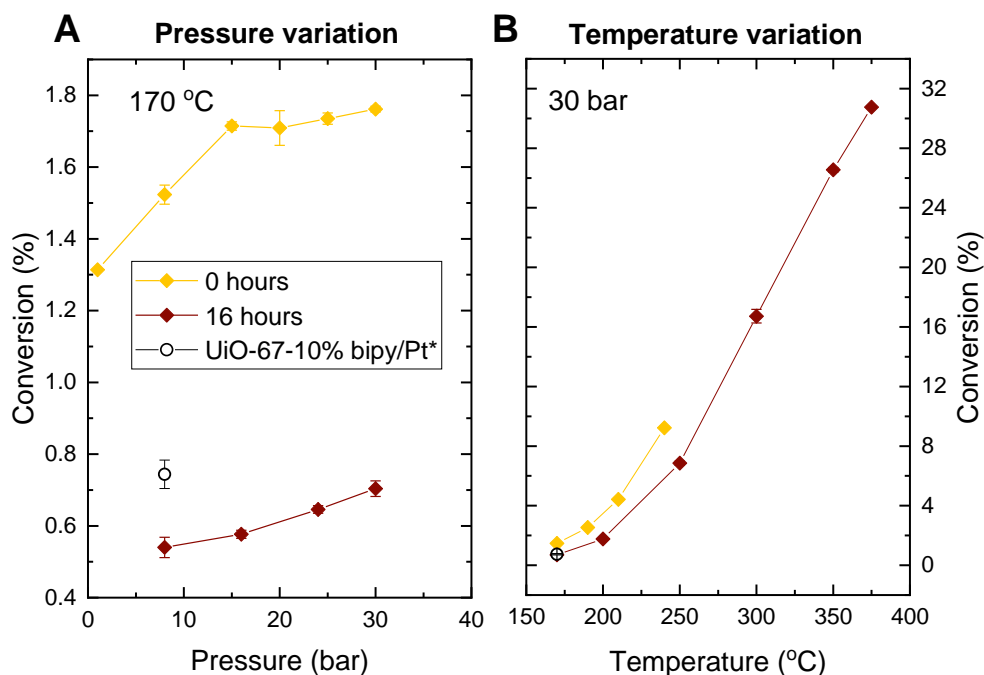 A Pressure variation
170 °C
Conversion (%)
1.8
1.6
1.4
1.2
1.0
0.8
0.6
0.4
0 hours
16 hours
UiO-67-10% bipy/Pt*
0 10 20 30 40
Pressure (bar)
B Temperature variation
30 bar
32
28
24
20
16
12
8
4
0
Conversion (%)
150 200 250 300 350 400
Temperature (°C)